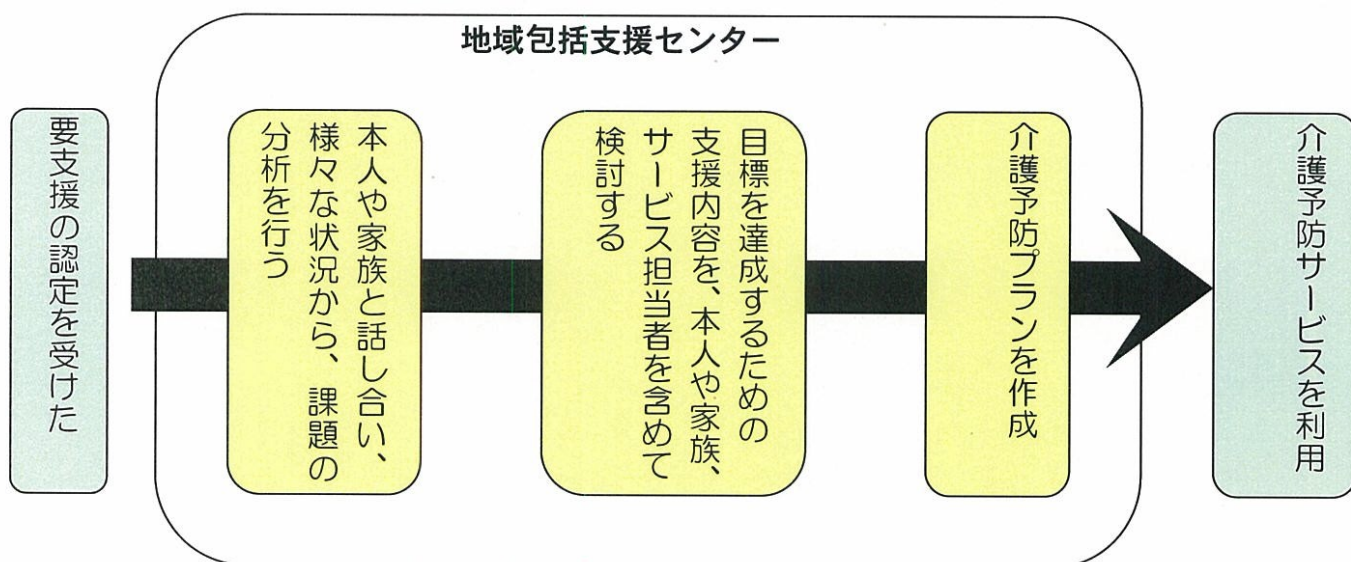 地域包括支援センター
要支援の認定を受けた
本人や家族と話し合い、
様々な状況から、課題の
分析を行う
目標を達成するための
支援内容を、本人や家族、
サービス担当者を含めて
検討する
介護予防プランを作成
介護予防サービスを利用